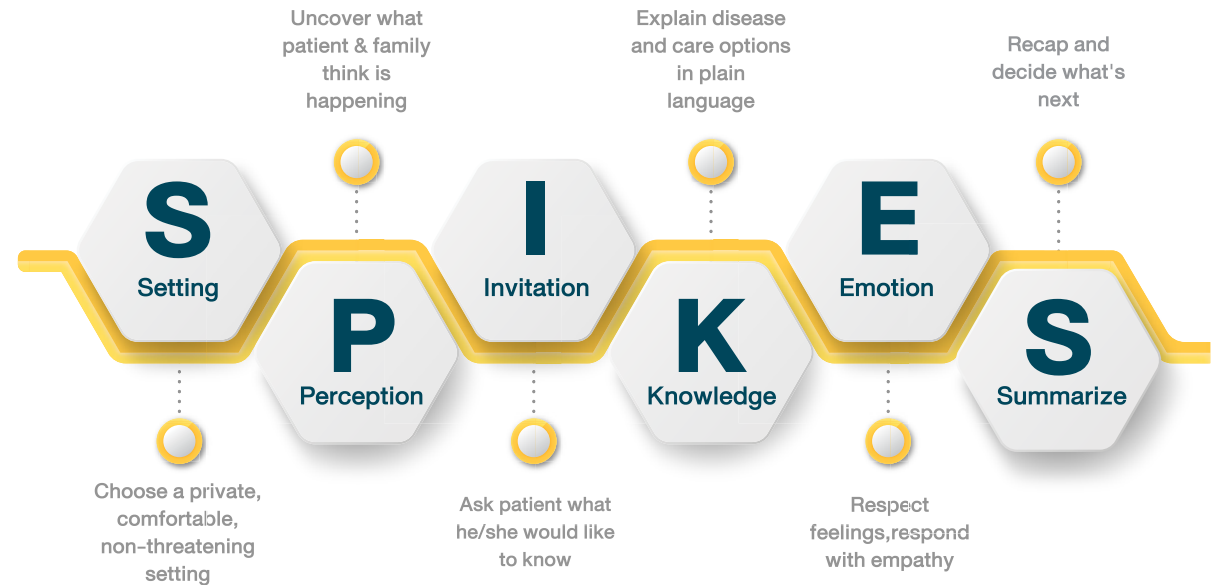 S
Setting
Choose a private,
comfortable,
non-threatening
setting
Uncover what
patient & family
think is
happening
P
Perception
I
Invitation
Ask patient what
he/she would like
to know
Explain disease
and care options
in plain
language
K
Knowledge
E
Emotion
Respect
feelings,respond
with empathy
Recap and
decide what's
next
S
Summarize